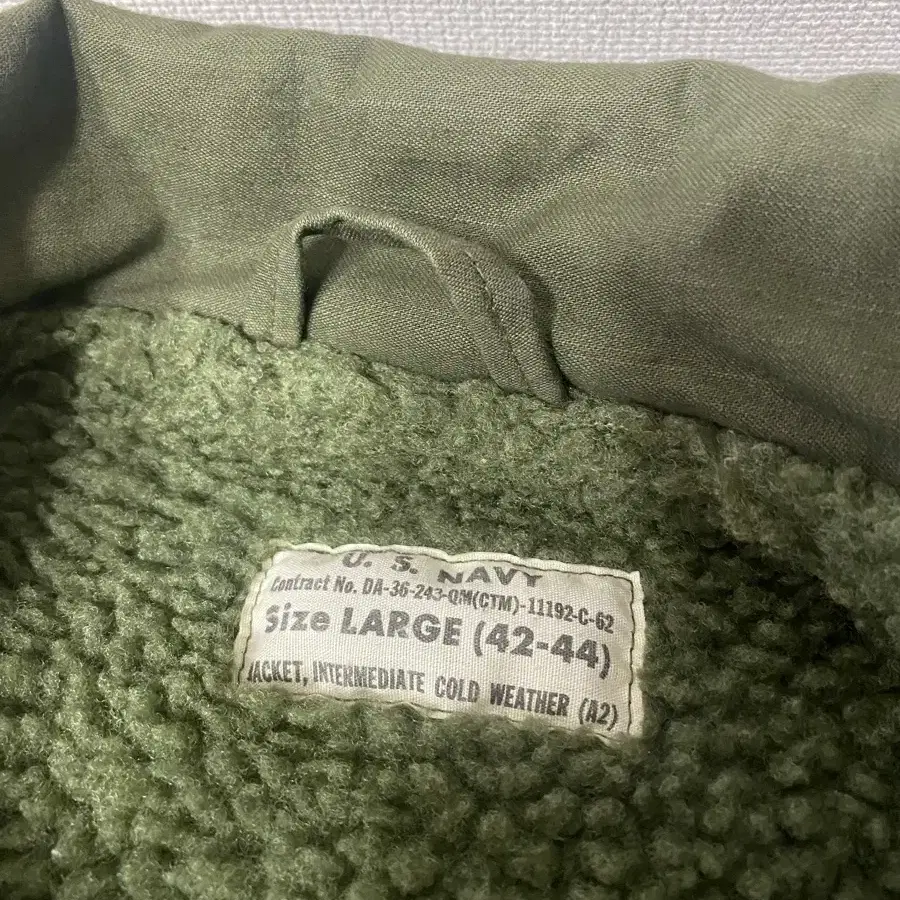 U. S. NAVY
Contract No. DA-36-243-QM(CTM)-11192-C-62
Size LARGE (42-44)
JACKET, INTERMEDIATE COLD WEATHER (A2)